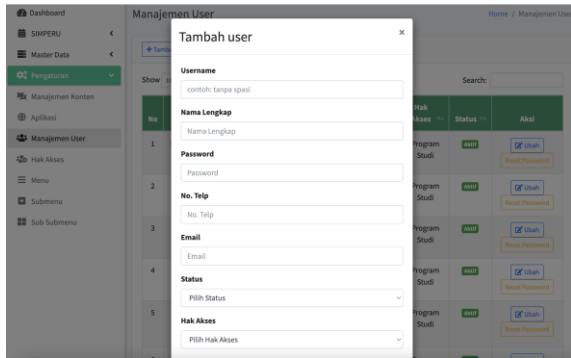 Dashboard
SIMPERU
Master Data
Pengaturan
Manajemen Konten
Aplikasi
Manajemen User
Hak Akses
Menu
Submenu
Sub Submenu
Manajemen User
Home / Manajemen User
Show
Search:
No
Hak Akses
Status
Aksi
1
Program Studi
Aktif
Ubah
Reset Password
2
Program Studi
Aktif
Ubah
Reset Password
3
Program Studi
Aktif
Ubah
Reset Password
4
Program Studi
Aktif
Ubah
Reset Password
5
Program Studi
Aktif
Ubah
Reset Password
Tambah user
×
Username
contoh: tanpa spasi
Nama Lengkap
Nama Lengkap
Password
Password
No. Telp
No. Telp
Email
Email
Status
Pilih Status
Hak Akses
Pilih Hak Akses